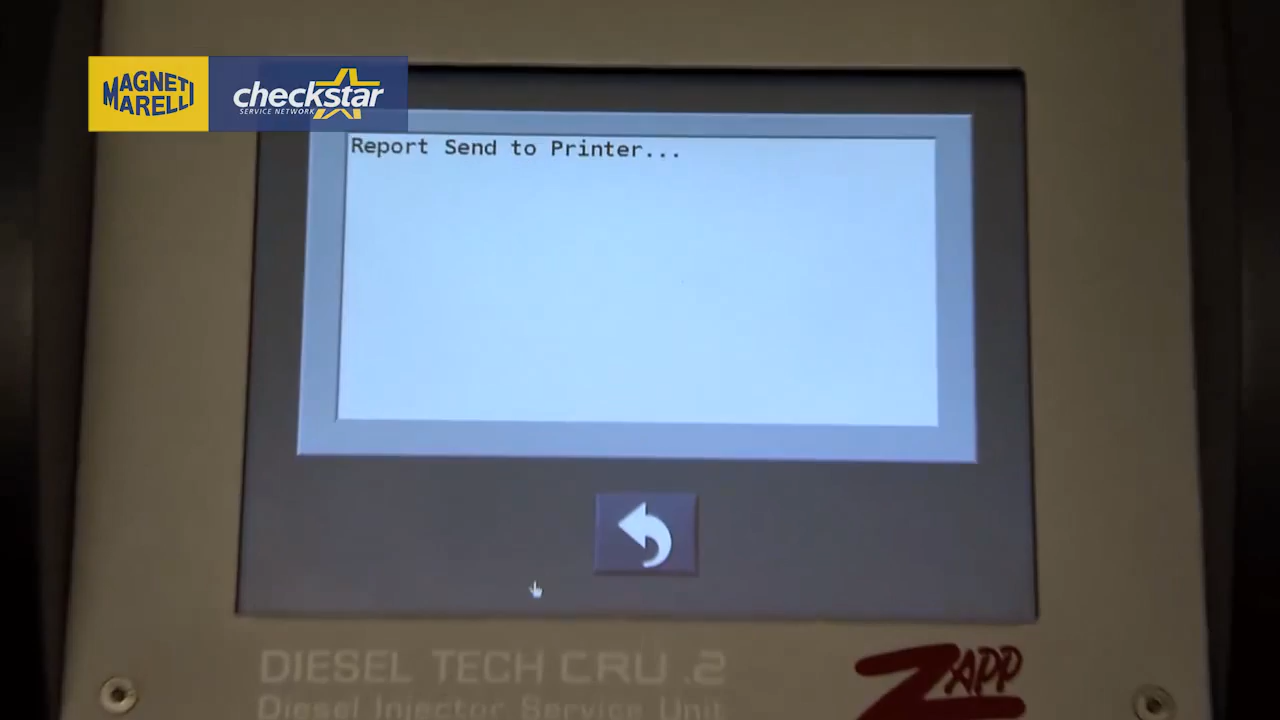 MAGNETI
MARELLI
checkstar
SERVICE NETWORK
Report Send to Printer...
DIESEL TECH CRU .2
Diesel Injector Service Unit
ZAPP